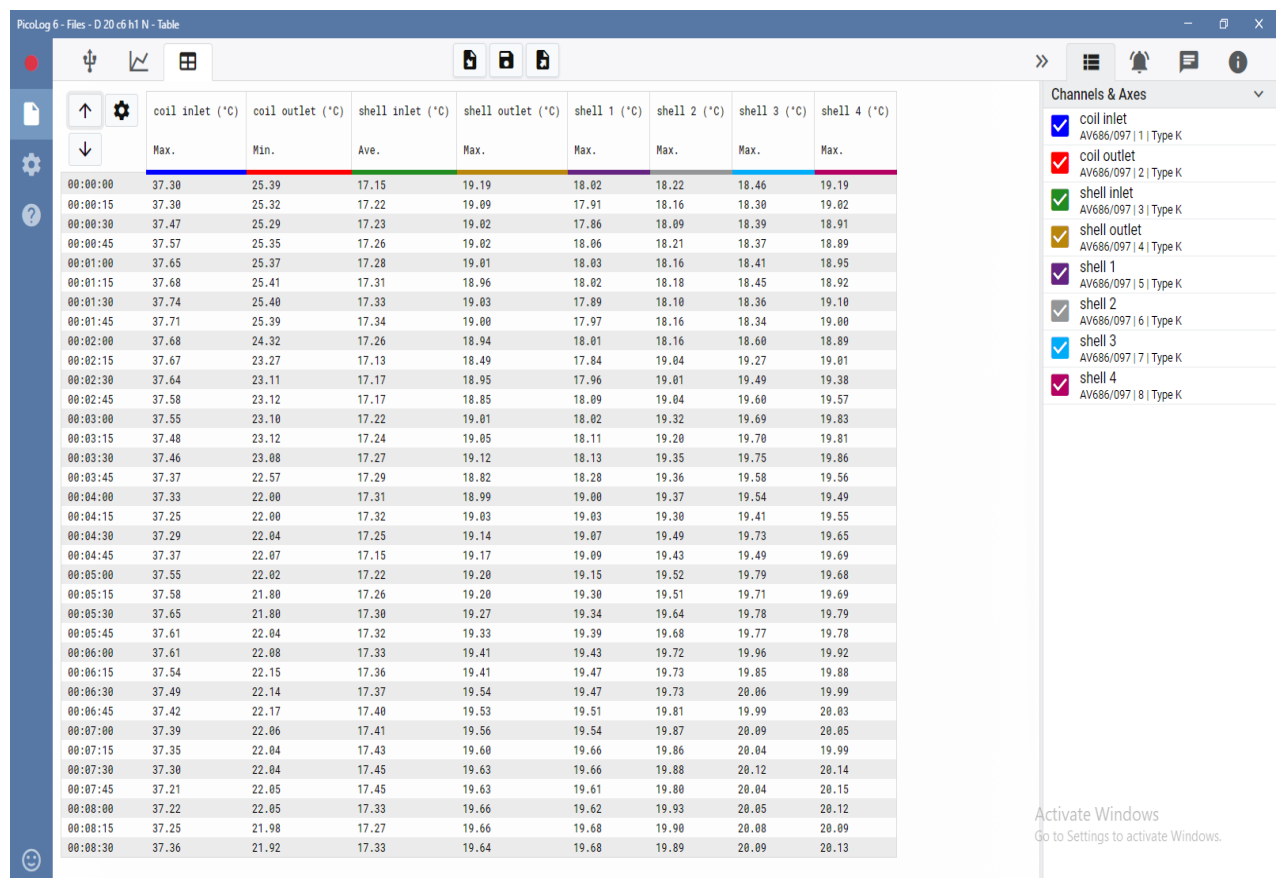 PicoLog 6 - Files - D 20 c6 h1 N - Table
coil inlet (°C) coil outlet (°C) shell inlet (°C) shell outlet (°C) shell 1 (°C) shell 2 (°C) shell 3 (°C) shell 4 (°C)
Max. Min. Ave. Max. Max. Max. Max. Max.
00:00:00 37.30 25.39 17.15 19.19 18.02 18.22 18.46 19.19
00:00:15 37.30 25.32 17.22 19.09 17.91 18.16 18.30 19.02
00:00:30 37.47 25.29 17.23 19.02 17.86 18.09 18.39 18.91
00:00:45 37.57 25.35 17.26 19.02 18.06 18.21 18.37 18.89
00:01:00 37.65 25.37 17.28 19.01 18.03 18.16 18.41 18.95
00:01:15 37.68 25.41 17.31 18.96 18.02 18.18 18.45 18.92
00:01:30 37.74 25.40 17.33 19.03 17.89 18.10 18.36 19.10
00:01:45 37.71 25.39 17.34 19.00 17.97 18.16 18.34 19.00
00:02:00 37.68 24.32 17.26 18.94 18.01 18.16 18.60 18.89
00:02:15 37.67 23.27 17.13 18.49 17.84 19.04 19.27 19.01
00:02:30 37.64 23.11 17.17 18.95 17.96 19.01 19.49 19.38
00:02:45 37.58 23.12 17.17 18.85 18.09 19.04 19.60 19.57
00:03:00 37.55 23.10 17.22 19.01 18.02 19.32 19.69 19.83
00:03:15 37.48 23.12 17.24 19.05 18.11 19.20 19.70 19.81
00:03:30 37.46 23.08 17.27 19.12 18.13 19.35 19.75 19.86
00:03:45 37.37 22.57 17.29 18.82 18.28 19.36 19.58 19.56
00:04:00 37.33 22.00 17.31 18.99 19.00 19.37 19.54 19.49
00:04:15 37.25 22.00 17.32 19.03 19.03 19.30 19.41 19.55
00:04:30 37.29 22.04 17.25 19.14 19.07 19.49 19.73 19.65
00:04:45 37.37 22.07 17.15 19.17 19.09 19.43 19.49 19.69
00:05:00 37.55 22.02 17.22 19.20 19.15 19.52 19.79 19.68
00:05:15 37.58 21.80 17.26 19.20 19.30 19.51 19.71 19.69
00:05:30 37.65 21.80 17.30 19.27 19.34 19.64 19.78 19.79
00:05:45 37.61 22.04 17.32 19.33 19.39 19.68 19.77 19.78
00:06:00 37.61 22.08 17.33 19.41 19.43 19.72 19.96 19.92
00:06:15 37.54 22.15 17.36 19.41 19.47 19.73 19.85 19.88
00:06:30 37.49 22.14 17.37 19.54 19.47 19.73 20.06 19.99
00:06:45 37.42 22.17 17.40 19.53 19.51 19.81 19.99 20.03
00:07:00 37.39 22.06 17.41 19.56 19.54 19.87 20.09 20.05
00:07:15 37.35 22.04 17.43 19.60 19.66 19.86 20.04 19.99
00:07:30 37.30 22.04 17.45 19.63 19.66 19.88 20.12 20.14
00:07:45 37.21 22.05 17.45 19.63 19.61 19.80 20.04 20.15
00:08:00 37.22 22.05 17.33 19.66 19.62 19.93 20.05 20.12
00:08:15 37.25 21.98 17.27 19.66 19.68 19.90 20.08 20.09
00:08:30 37.36 21.92 17.33 19.64 19.68 19.89 20.09 20.13
Channels & Axes
coil inlet
AV686/097 | 1 | Type K
coil outlet
AV686/097 | 2 | Type K
shell inlet
AV686/097 | 3 | Type K
shell outlet
AV686/097 | 4 | Type K
shell 1
AV686/097 | 5 | Type K
shell 2
AV686/097 | 6 | Type K
shell 3
AV686/097 | 7 | Type K
shell 4
AV686/097 | 8 | Type K
Activate Windows
Go to Settings to activate Windows.